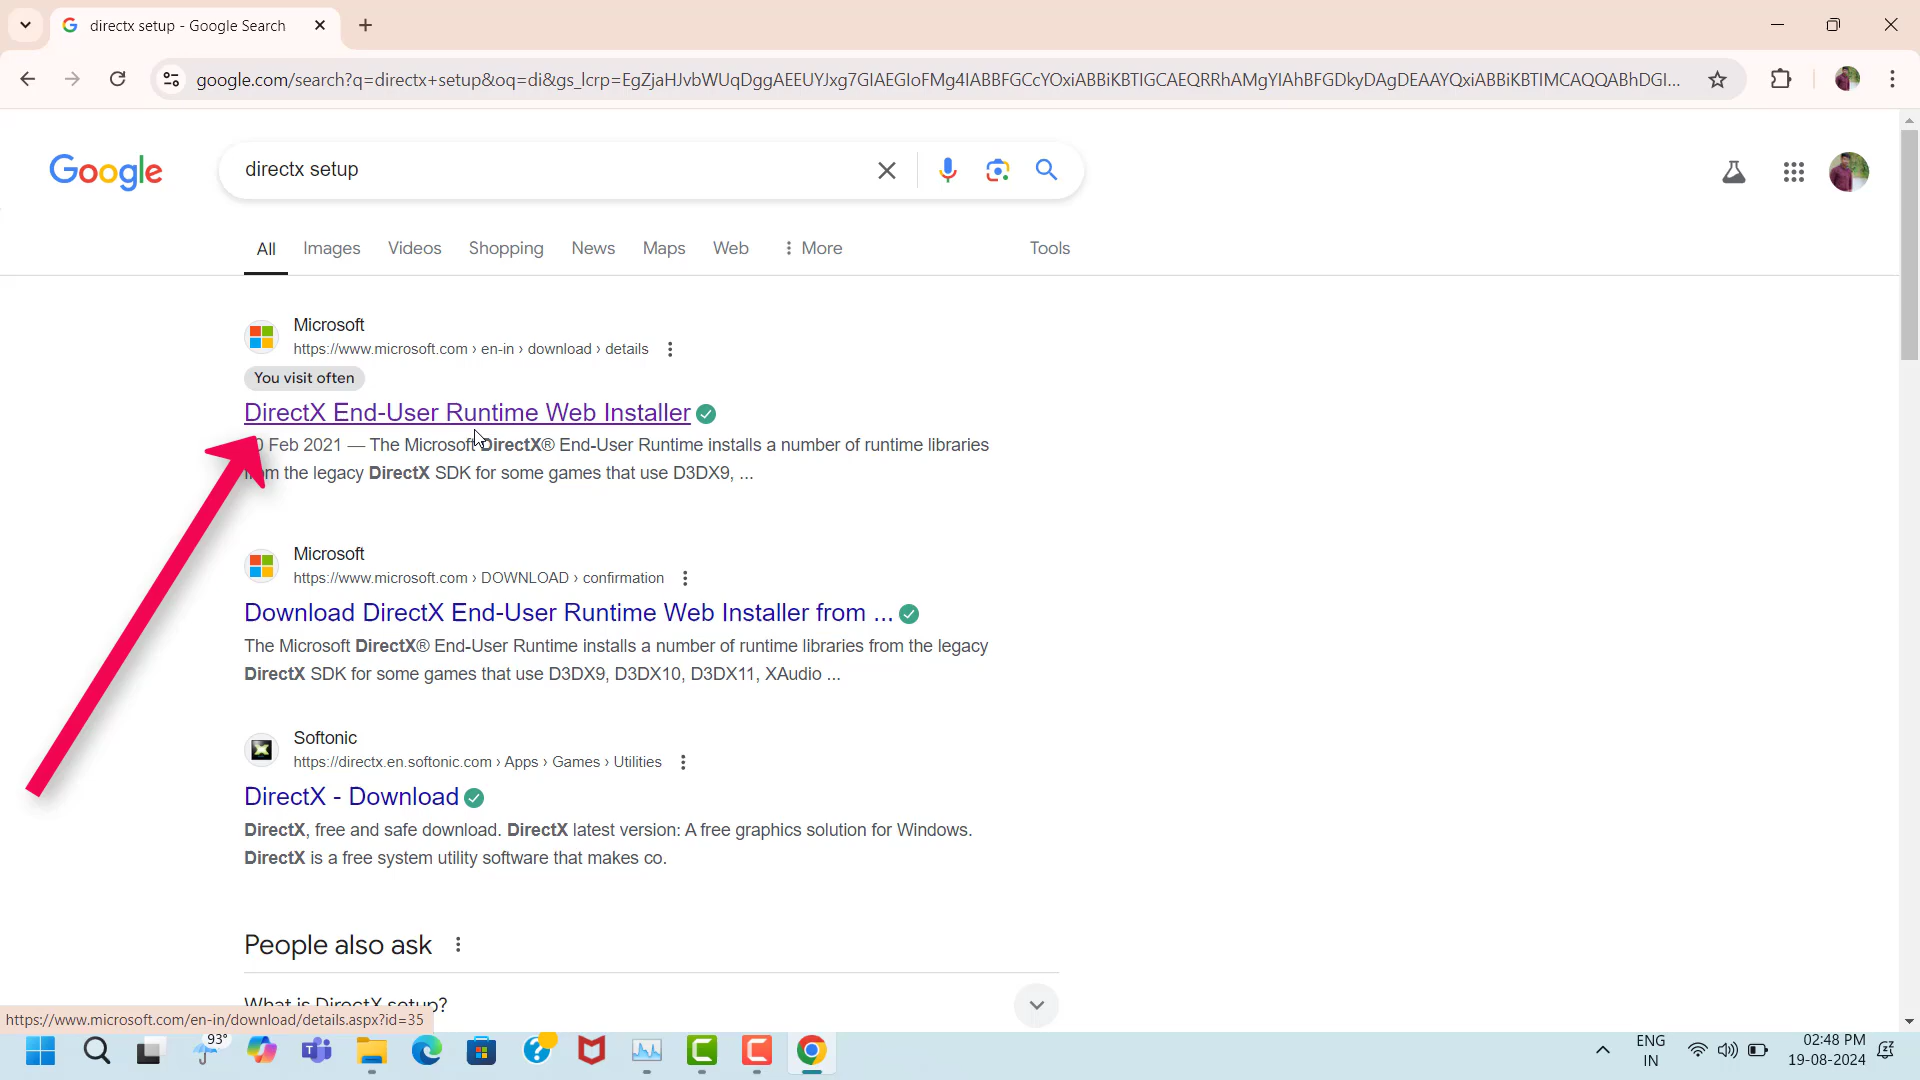 directx setup - Google Search
google.com/search?q=directx+setup&oq=di&gs_lcrp=EgZjaHJvbWUqDggAEEUYJxg7GIAEGIoFMg4IABBFGCcYOxiABBiKBTIGCAEQRRhAMgYIAhBFGDkyDAgDEAAYQxiABBiKBTIMCAQQABhDGI...
Google
directx setup
All Images Videos Shopping News Maps Web More Tools
Microsoft
https://www.microsoft.com › en-in › download › details
You visit often
DirectX End-User Runtime Web Installer
0 Feb 2021 — The Microsoft DirectX® End-User Runtime installs a number of runtime libraries
the legacy DirectX SDK for some games that use D3DX9, ...
Microsoft
https://www.microsoft.com › DOWNLOAD › confirmation
Download DirectX End-User Runtime Web Installer from ...
The Microsoft DirectX® End-User Runtime installs a number of runtime libraries from the legacy
DirectX SDK for some games that use D3DX9, D3DX10, D3DX11, XAudio ...
Softonic
https://directx.en.softonic.com › Apps › Games › Utilities
DirectX - Download
DirectX, free and safe download. DirectX latest version: A free graphics solution for Windows.
DirectX is a free system utility software that makes co.
People also ask
What is DirectX setup?
https://www.microsoft.com/en-in/download/details.aspx?id=35
93°
ENG
IN
02:48 PM
19-08-2024